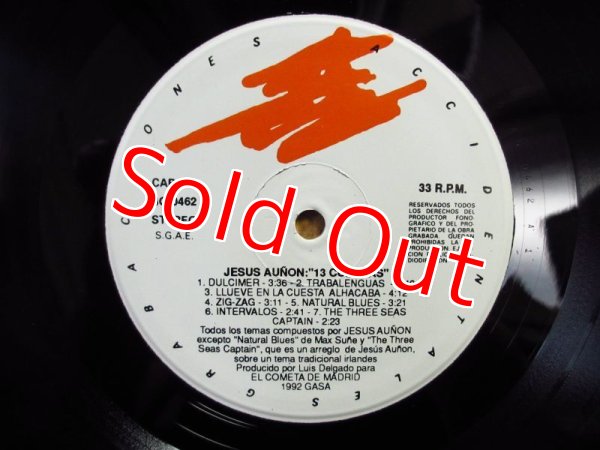 GRABACIONES ACCIDENTALES
CAR
0462
33 R.P.M.
S.G.A.E.
RESERVADOS TODOS
LOS DERECHOS DEL
PRODUCTOR FONO-
GRAFICO Y DEL PRO-
PIETARIO DE LA OBRA
GRABADA QUEDAN
PROHIBIDAS LA
Sold Out
JESUS AUÑON: "13
1. DULCIMER - 3:36 - 2. TRABALENGUAS -
3. LLUEVE EN LA CUESTA ALHACABA - 4:12
4. ZIG-ZAG - 3:11 - 5. NATURAL BLUES - 3:21
6. INTERVALOS - 2:41 - 7. THE THREE SEAS
CAPTAIN - 2:23
Todos los temas compuestos por JESUS AUÑON
excepto "Natural Blues" de Max Suñe y "The Three
Seas Captain", que es un arreglo de Jesús Auñon,
sobre un tema tradicional irlandes
Producido por Luis Delgado para
EL COMETA DE MADRID
1992 GASA